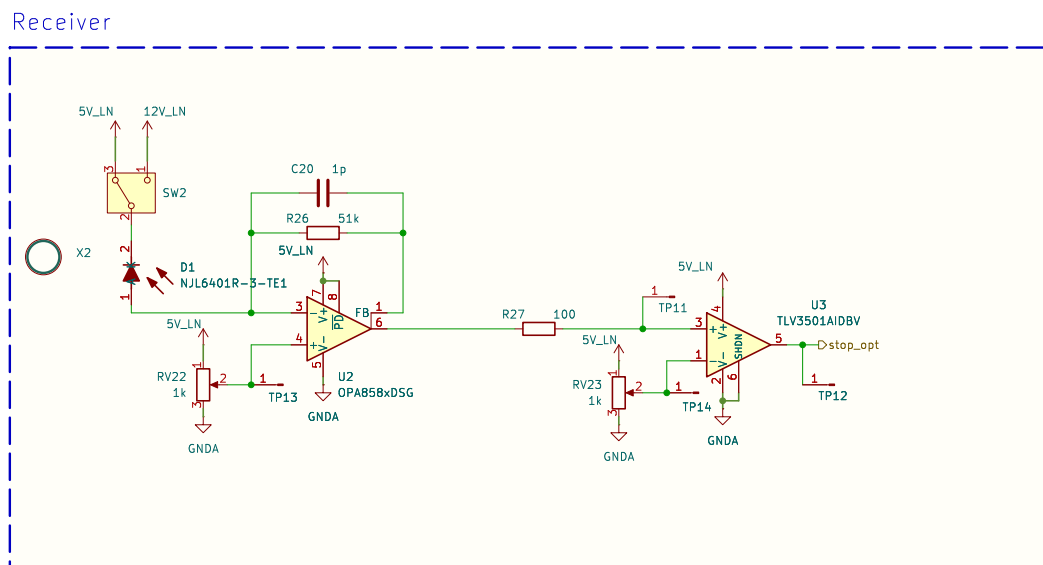 Receiver
5V_LN 12V_LN
3 1
SW2
2
X2
2
D1
NJL6401R-3-TE1
1
C20 1p
R26 51k
5V_LN
7 8
3 FB 1
V+ PD
6
4
V-
5
U2
OPA858xDSG
GNDA
5V_LN
1
RV22 2
1k
3
1
TP13
GNDA
R27 100
1
TP11
5V_LN
4
U3
TLV3501AIDBV
3
V+
5
stop_opt
1
V- SHDN
2 6
GNDA
5V_LN
1
RV23 2
1k
3
1
TP14
GNDA
1
TP12